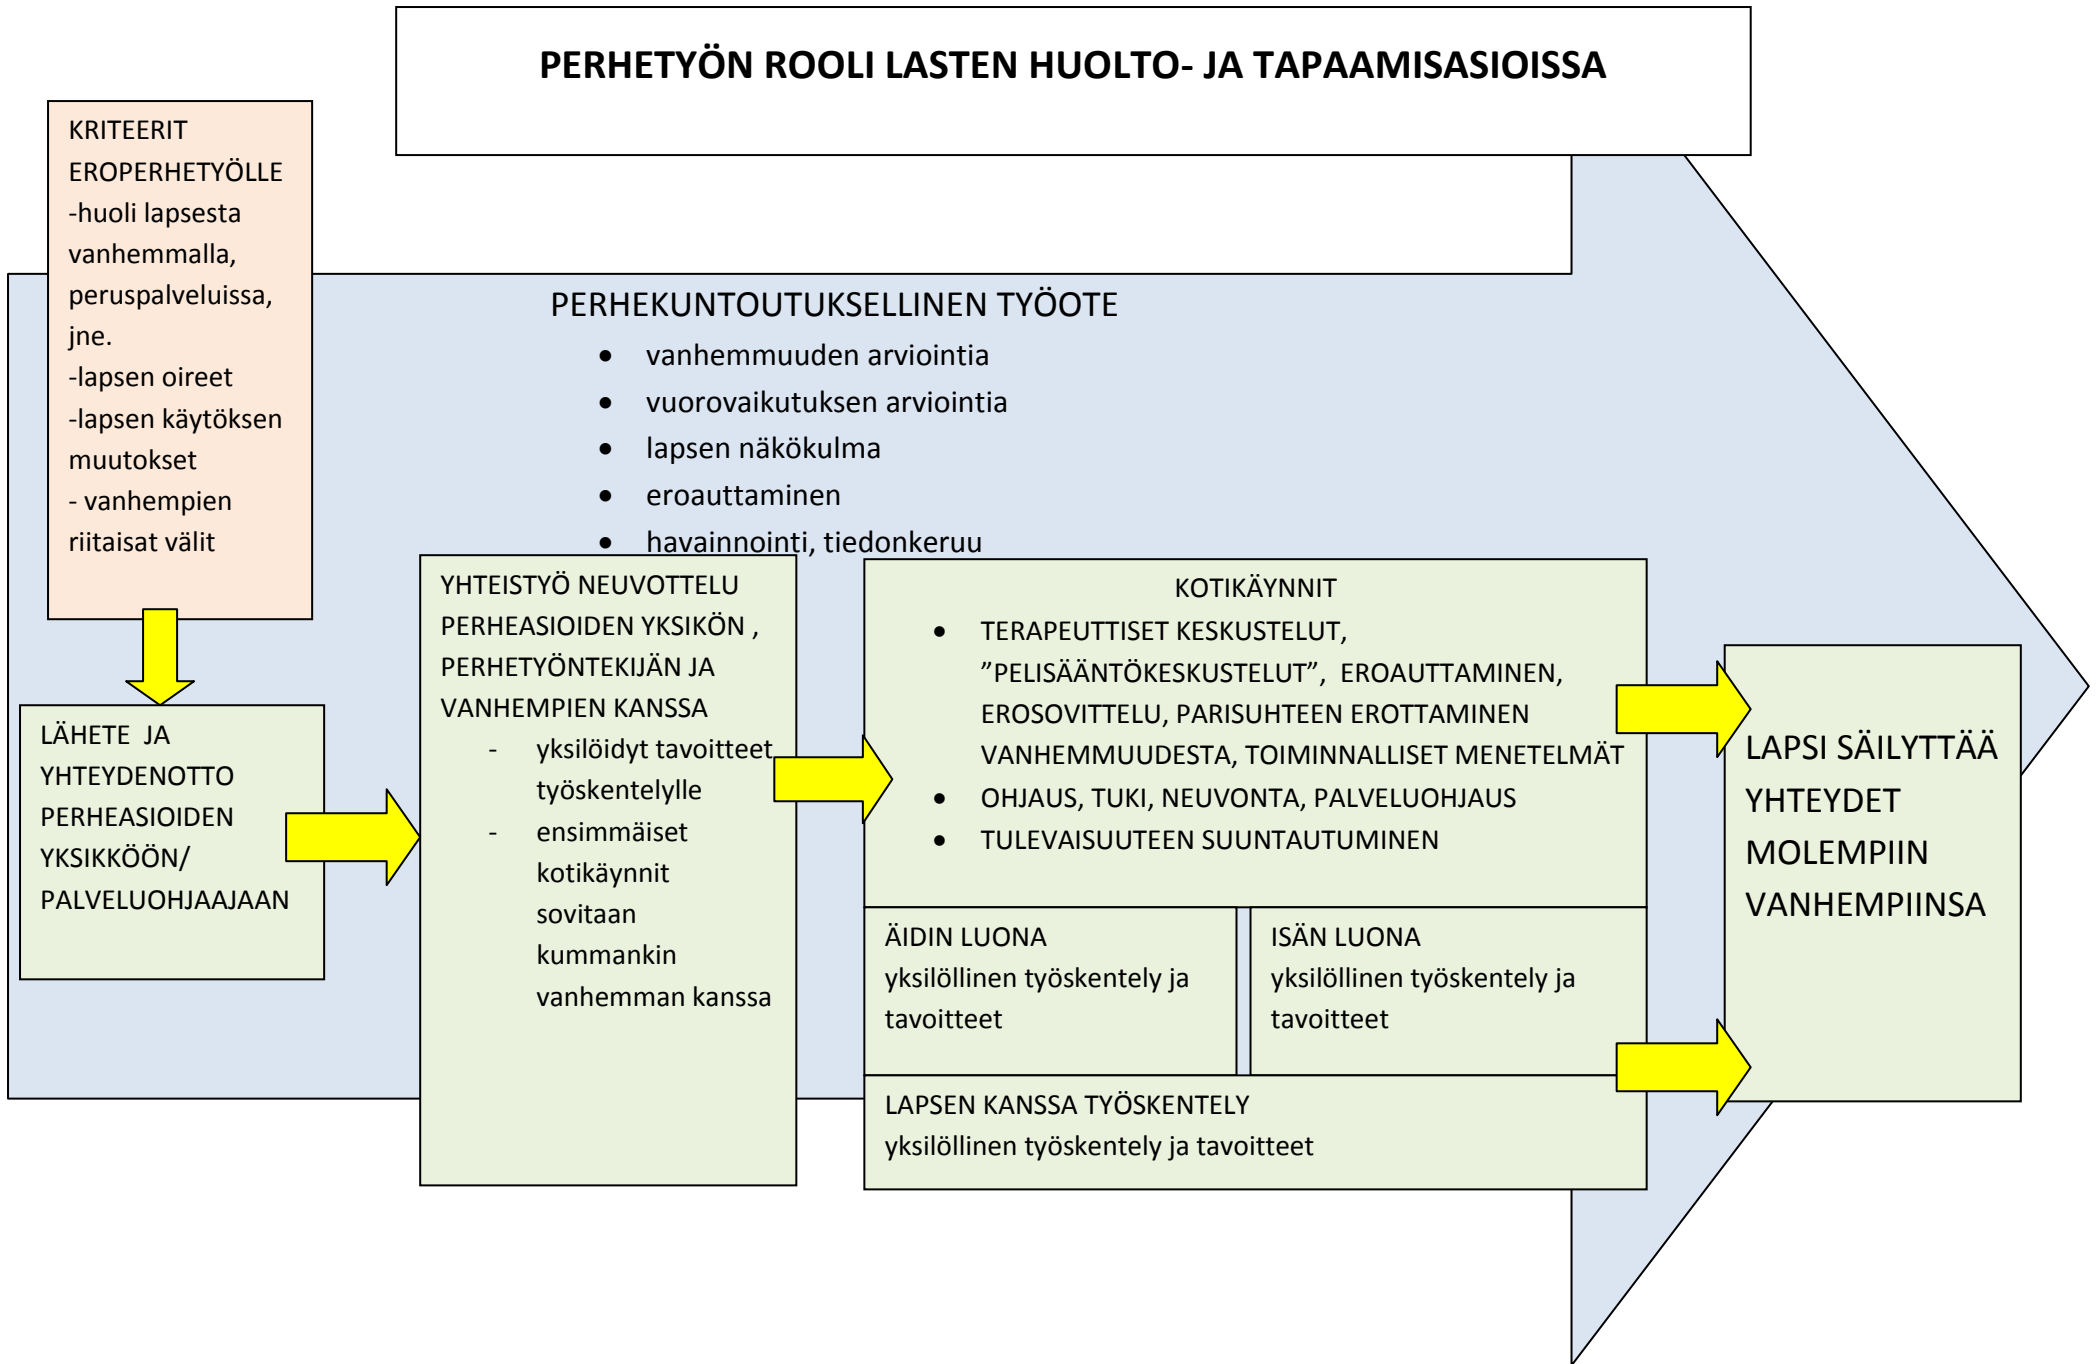 PERHETYÖN ROOLI LASTEN HUOLTO- JA TAPAAMISASIOISSA
KRITEERIT
EROPERHETYÖLLE
-huoli lapsesta
vanhemmalla,
peruspalveluissa,
jne.
-lapsen oireet
-lapsen käytöksen
muutokset
- vanhempien
riitaisat välit
PERHEKUNTOUTUKSELLINEN TYÖOTE
• vanhemmuuden arviointia
• vuorovaikutuksen arviointia
• lapsen näkökulma
• eroauttaminen
• havainnointi, tiedonkeruu
LÄHETE JA
YHTEYDENOTTO
PERHEASIOIDEN
YKSIKKÖÖN/
PALVELUOHJAAJAAN
YHTEISTYÖ NEUVOTTELU
PERHEASIOIDEN YKSIKÖN ,
PERHETYÖNTEKIJÄN JA
VANHEMPIEN KANSSA
- yksilöidyt tavoitteet
työskentelylle
- ensimmäiset
kotikäynnit
sovitaan
kummankin
vanhemman kanssa
KOTIKÄYNNIT
• TERAPEUTTISET KESKUSTELUT,
”PELISÄÄNTÖKESKUSTELUT”, EROAUTTAMINEN,
EROSOVITTELU, PARISUHTEEN EROTTAMINEN
VANHEMMUUDESTA, TOIMINNALLISET MENETELMÄT
• OHJAUS, TUKI, NEUVONTA, PALVELUOHJAUS
• TULEVAISUUTEEN SUUNTAUTUMINEN
ÄIDIN LUONA
yksilöllinen työskentely ja
tavoitteet
ISÄN LUONA
yksilöllinen työskentely ja
tavoitteet
LAPSEN KANSSA TYÖSKENTELY
yksilöllinen työskentely ja tavoitteet
LAPSI SÄILYTTÄÄ
YHTEYDET
MOLEMPIIN
VANHEMPIINSA